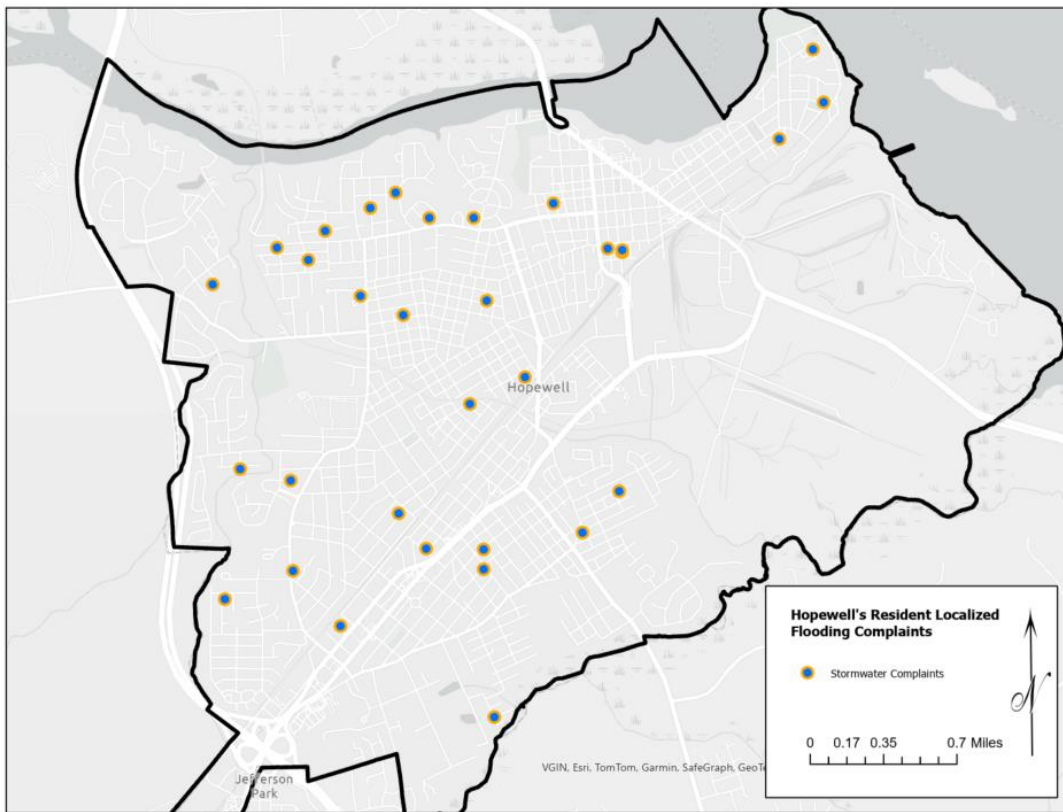 Hopewell
Jefferson
Park
VGIN, Esri, TomTom, Garmin, SafeGraph, GeoTe
Hopewell's Resident Localized
Flooding Complaints
Stormwater Complaints
N
0 0.17 0.35 0.7 Miles